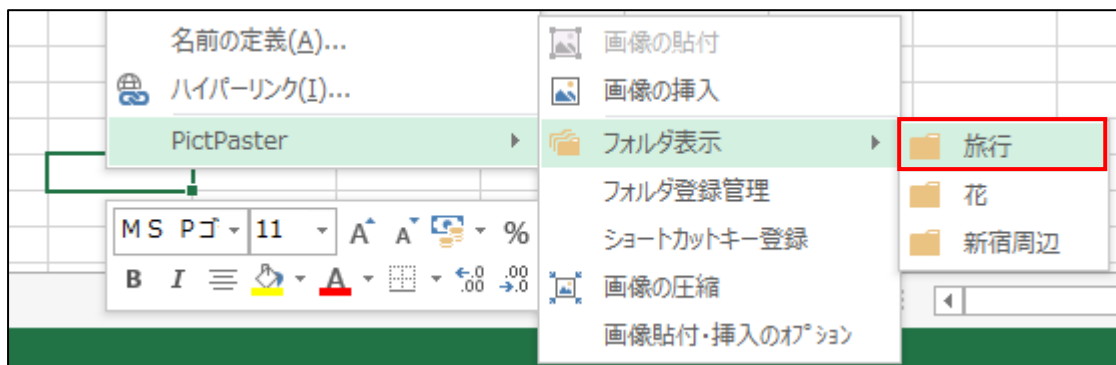 名前の定義(A)...
ハイパーリンク(I)...
PictPaster
画像の貼付
画像の挿入
フォルダ表示
フォルダ登録管理
ショートカットキー登録
画像の圧縮
画像貼付・挿入のｵﾌﾟｼｮﾝ
旅行
花
新宿周辺
ＭＳ Ｐゴ 11 A A %
B I A .0 .00 .00 .0